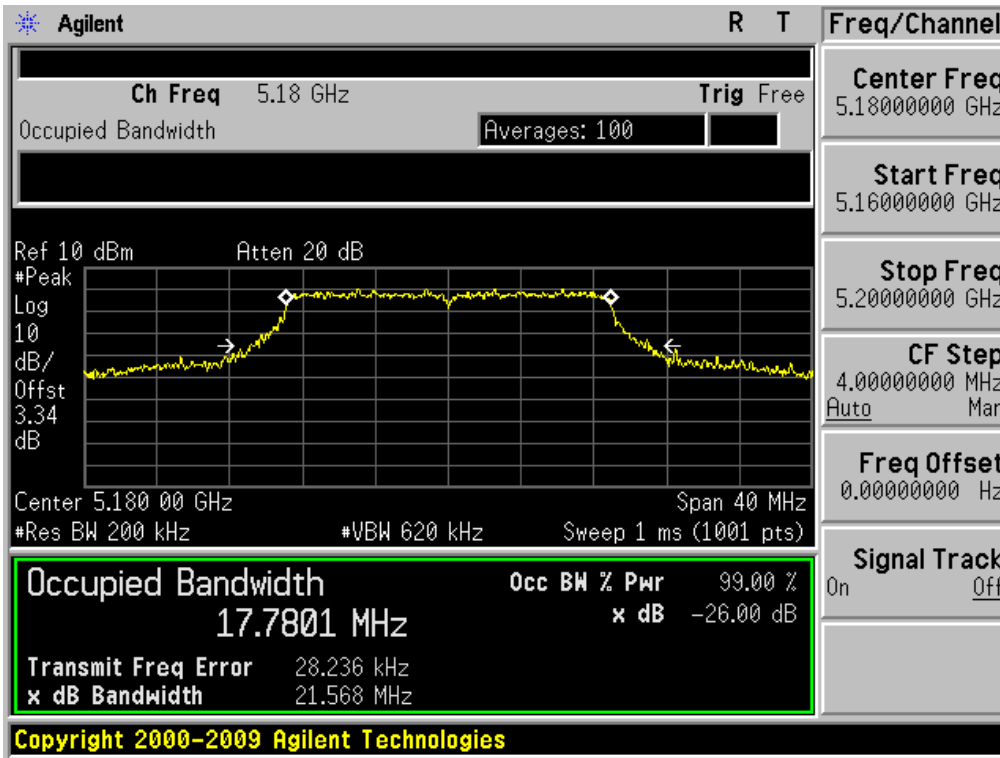 Agilent R T
Freq/Channel
Ch Freq 5.18 GHz Trig Free
Occupied Bandwidth Averages: 100
Center Freq
5.18000000 GHz
Start Freq
5.16000000 GHz
Stop Freq
5.20000000 GHz
CF Step
4.00000000 MHz
Auto Man
Freq Offset
0.00000000 Hz
Signal Track
On Off
Ref 10 dBm Atten 20 dB
#Peak
Log
10
dB/
Offst
3.34
dB
Center 5.180 00 GHz Span 40 MHz
#Res BW 200 kHz #VBW 620 kHz Sweep 1 ms (1001 pts)
Occupied Bandwidth Occ BW % Pwr 99.00 %
17.7801 MHz x dB -26.00 dB
Transmit Freq Error 28.236 kHz
x dB Bandwidth 21.568 MHz
Copyright 2000-2009 Agilent Technologies